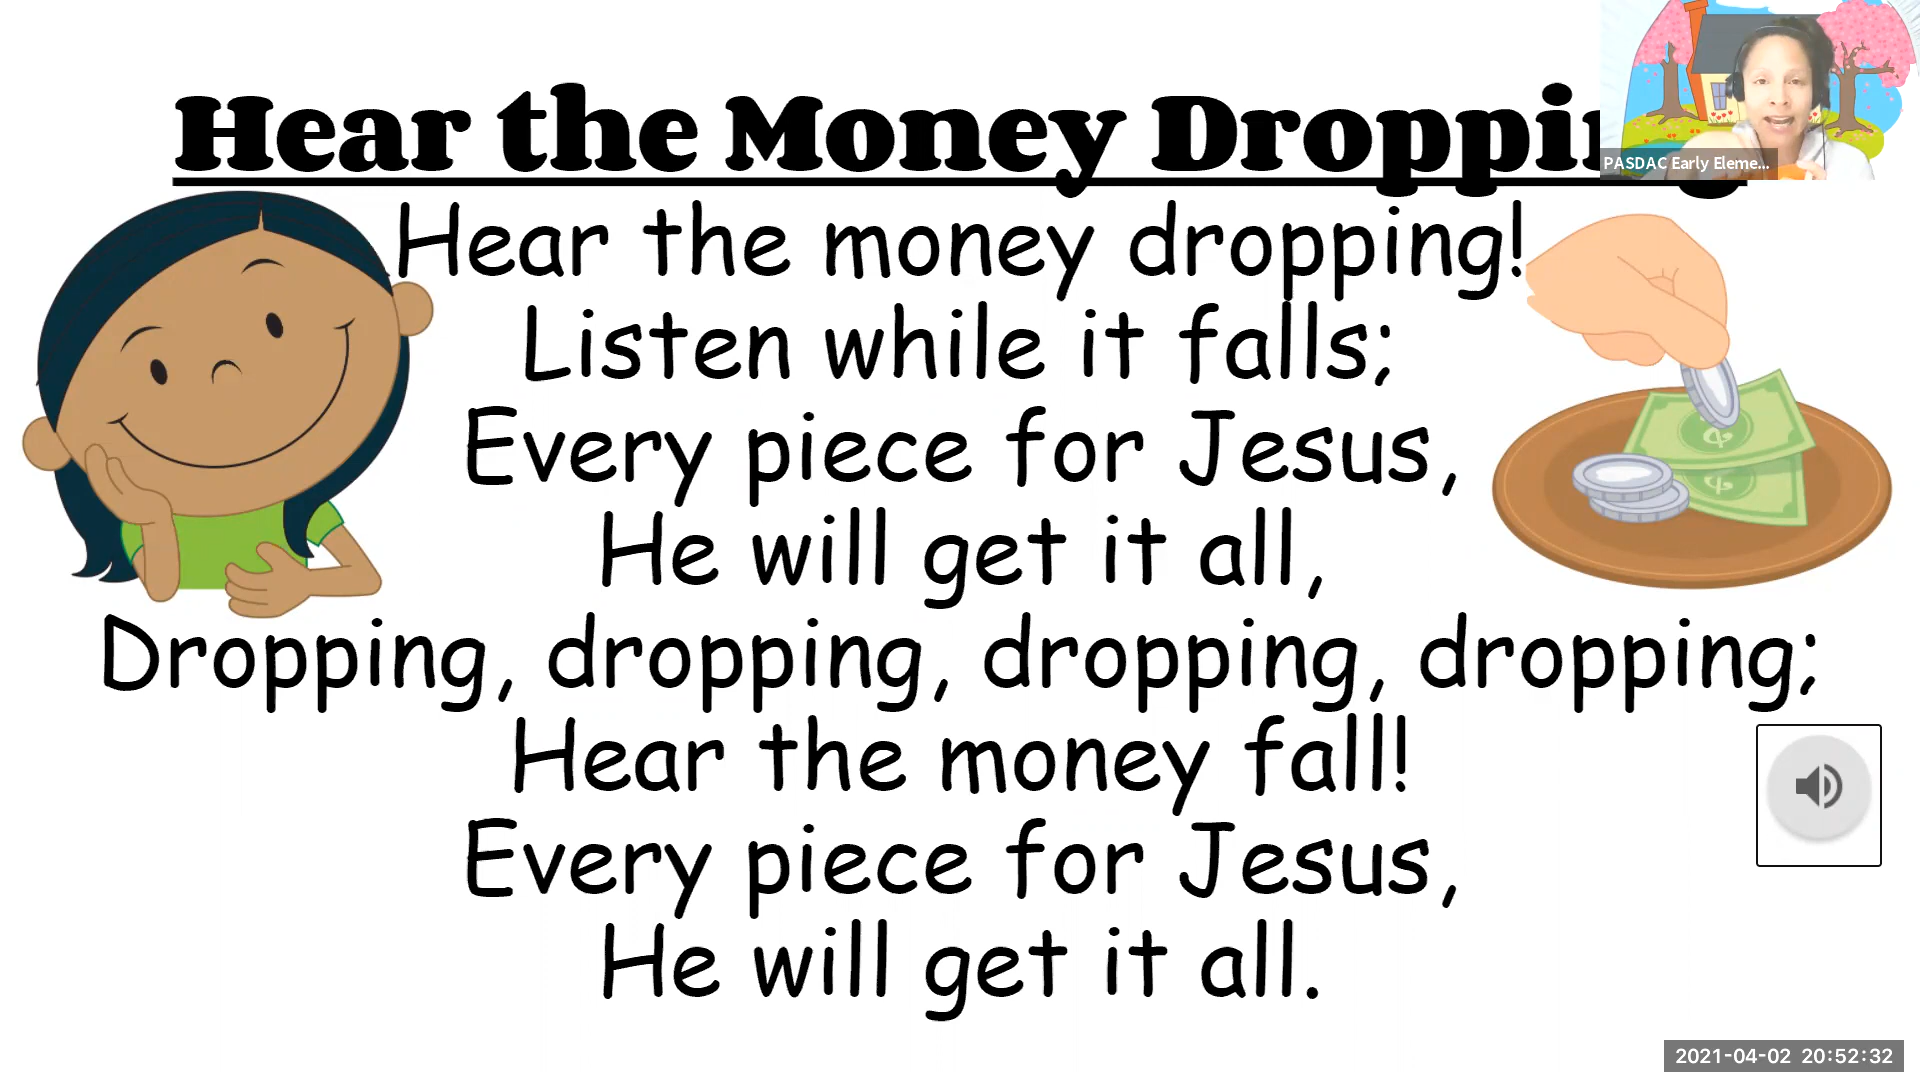 Hear the Money Dropping
PASDAC Early Eleme...
Hear the money dropping!
Listen while it falls;
Every piece for Jesus,
He will get it all,
Dropping, dropping, dropping, dropping;
Hear the money fall!
Every piece for Jesus,
He will get it all.
2021-04-02 20:52:32